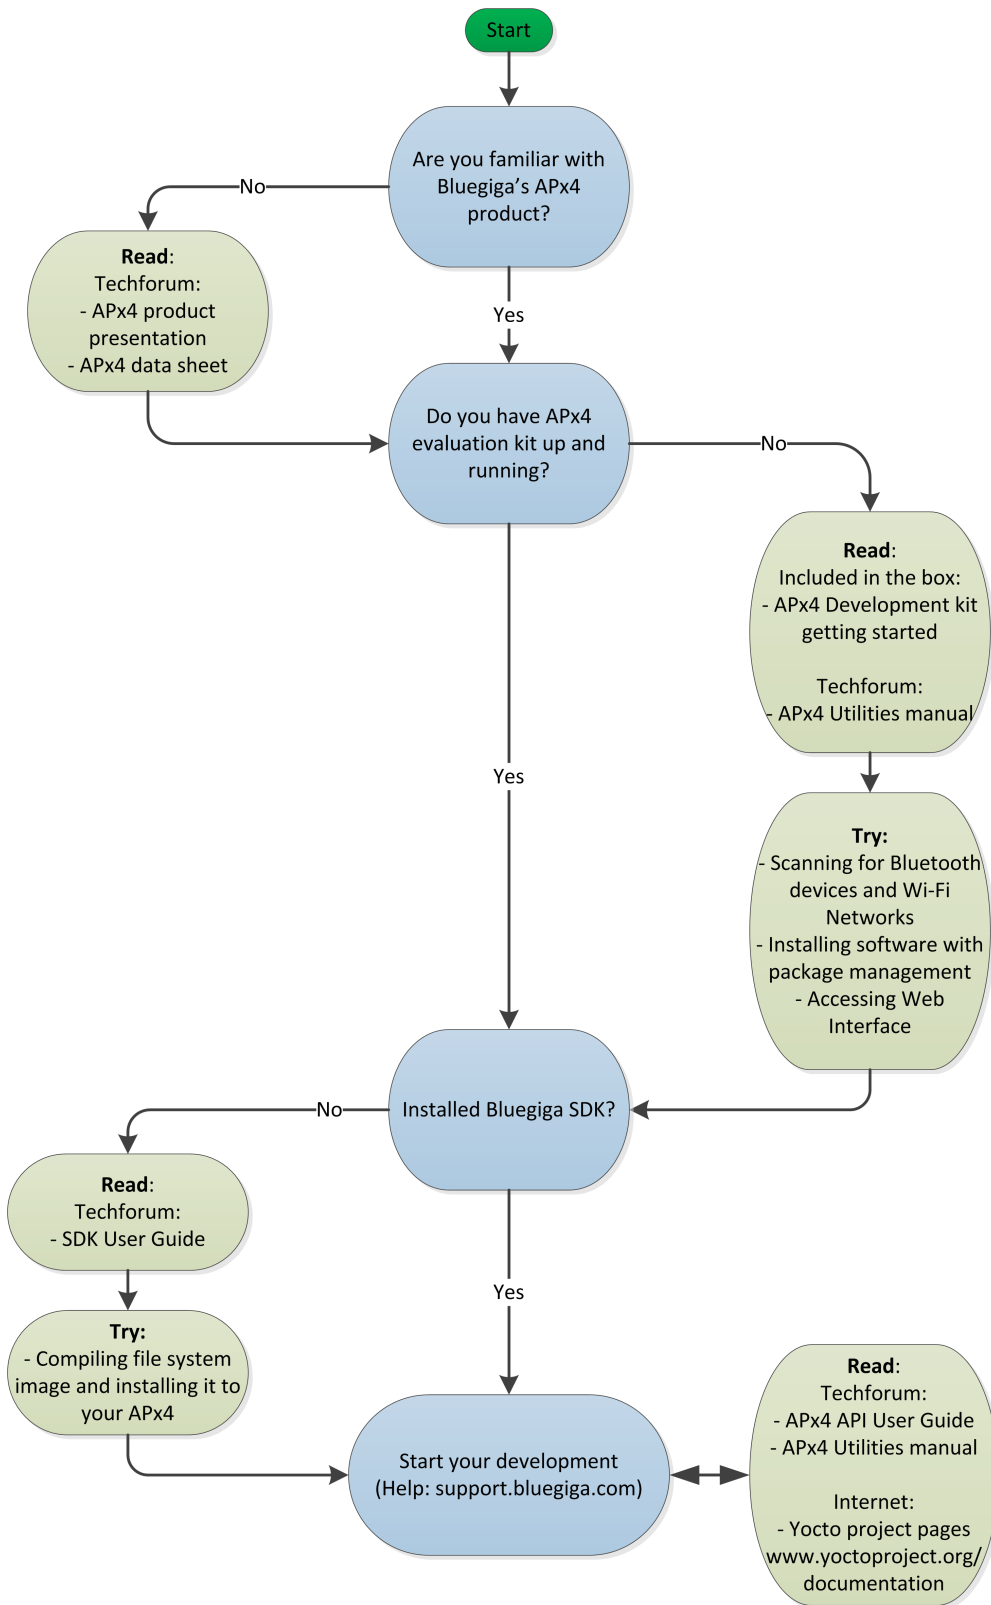 Start
Are you familiar with
Bluegiga's APx4
product?
No
Read:
Techforum:
- APx4 product
presentation
- APx4 data sheet
Yes
Do you have APx4
evaluation kit up and
running?
No
Read:
Included in the box:
- APx4 Development kit
getting started
Techforum:
- APx4 Utilities manual
Yes
Try:
- Scanning for Bluetooth
devices and Wi-Fi
Networks
- Installing software with
package management
- Accessing Web
Interface
Installed Bluegiga SDK?
No
Read:
Techforum:
- SDK User Guide
Try:
- Compiling file system
image and installing it to
your APx4
Yes
Start your development
(Help: support.bluegiga.com)
Read:
Techforum:
- APx4 API User Guide
- APx4 Utilities manual
Internet:
- Yocto project pages
www.yoctoproject.org/
documentation